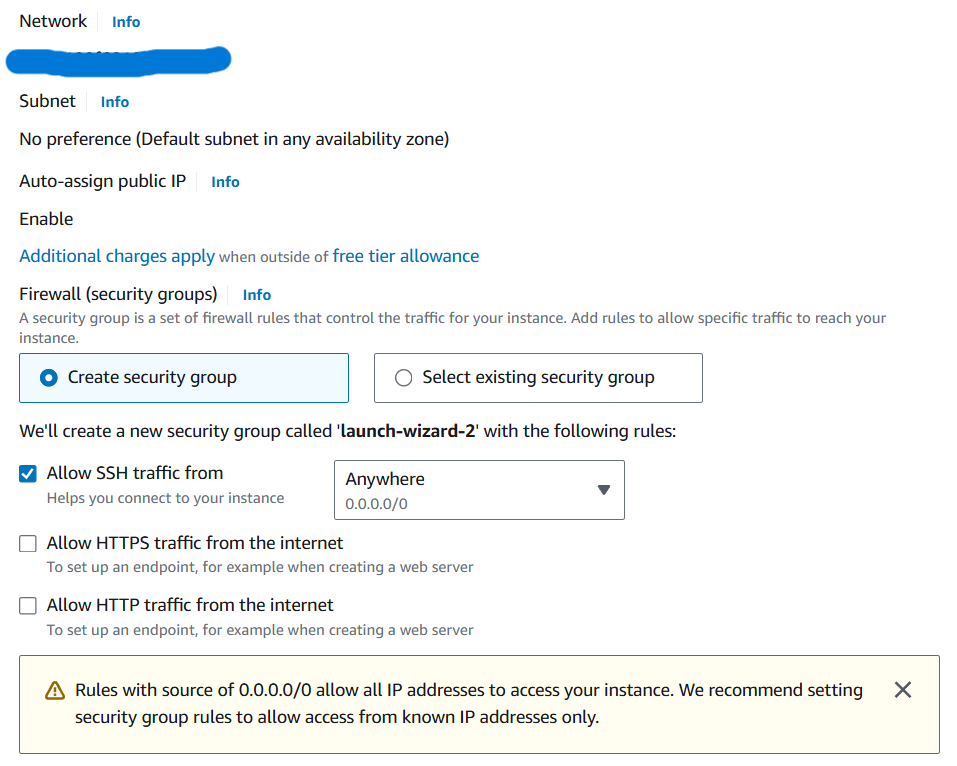 Network Info
Subnet Info
No preference (Default subnet in any availability zone)
Auto-assign public IP Info
Enable
Additional charges apply when outside of free tier allowance
Firewall (security groups) Info
A security group is a set of firewall rules that control the traffic for your instance. Add rules to allow specific traffic to reach your
instance.
Create security group Select existing security group
We'll create a new security group called 'launch-wizard-2' with the following rules:
Allow SSH traffic from
Helps you connect to your instance
Anywhere
0.0.0.0/0
Allow HTTPS traffic from the internet
To set up an endpoint, for example when creating a web server
Allow HTTP traffic from the internet
To set up an endpoint, for example when creating a web server
Rules with source of 0.0.0.0/0 allow all IP addresses to access your instance. We recommend setting
security group rules to allow access from known IP addresses only.